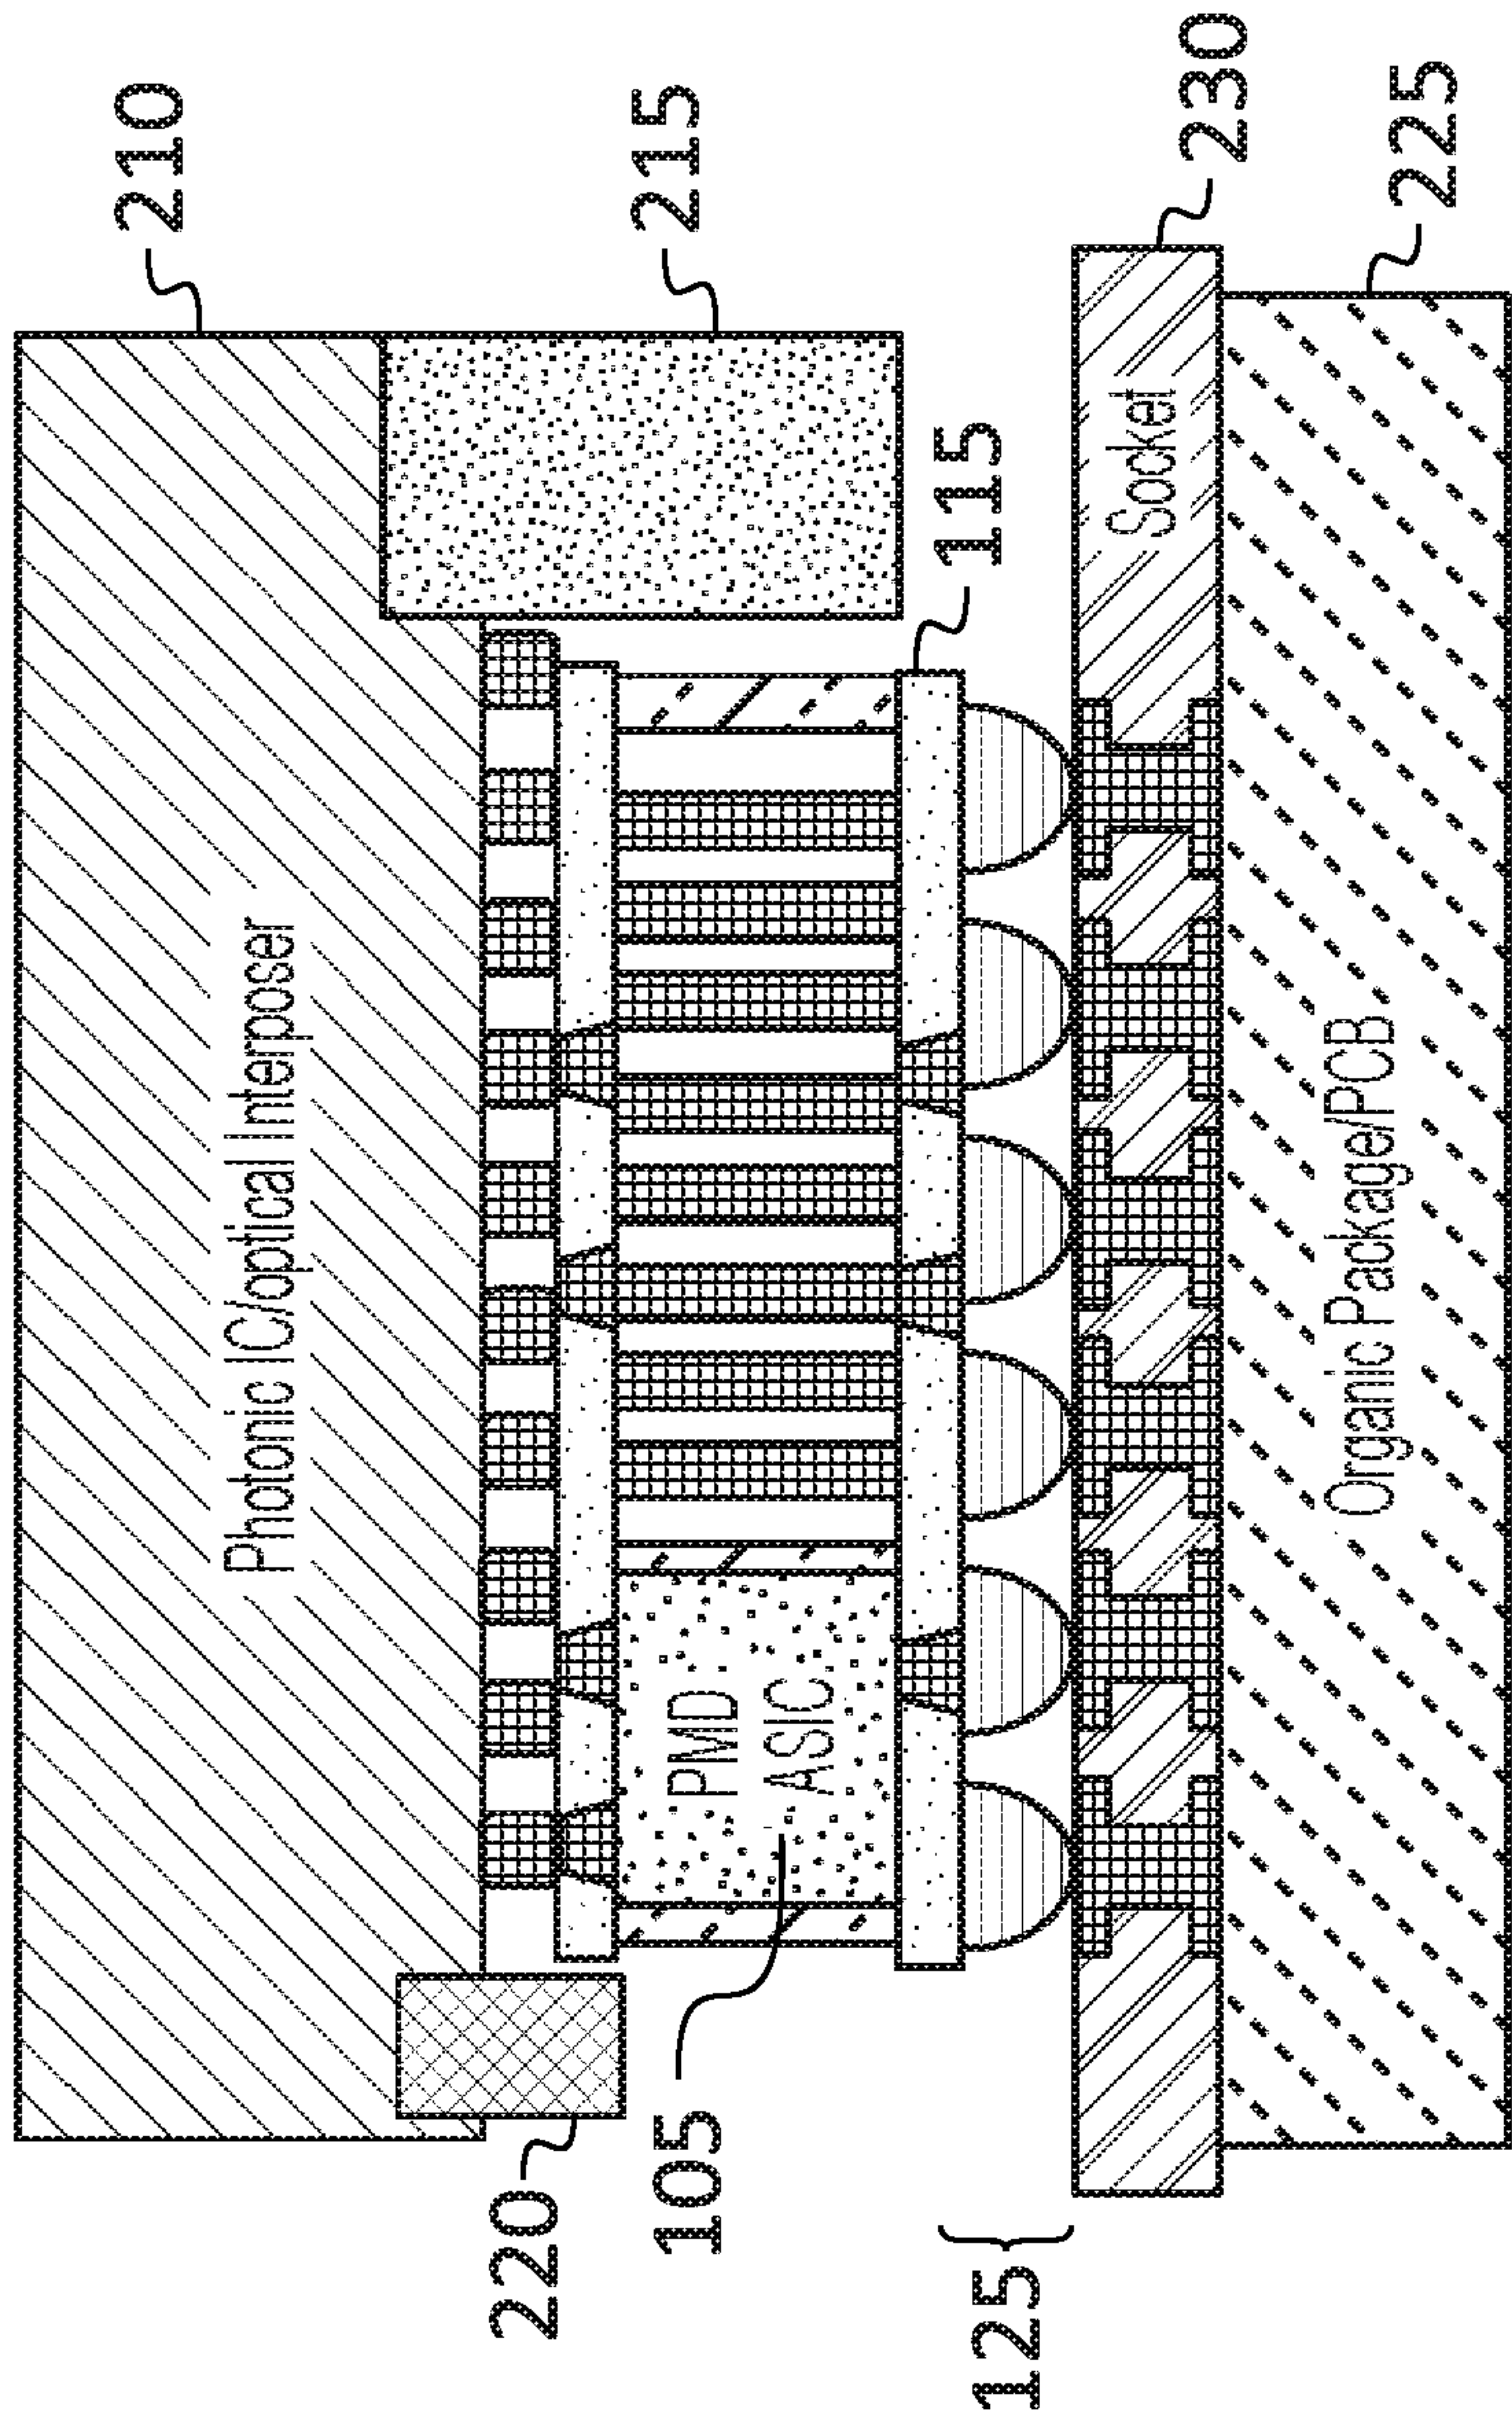 210
Photonic IC/optical Interposer
215
220
PMD
ASIC
105
115
125
Socket
230
Organic Package/PCB
225